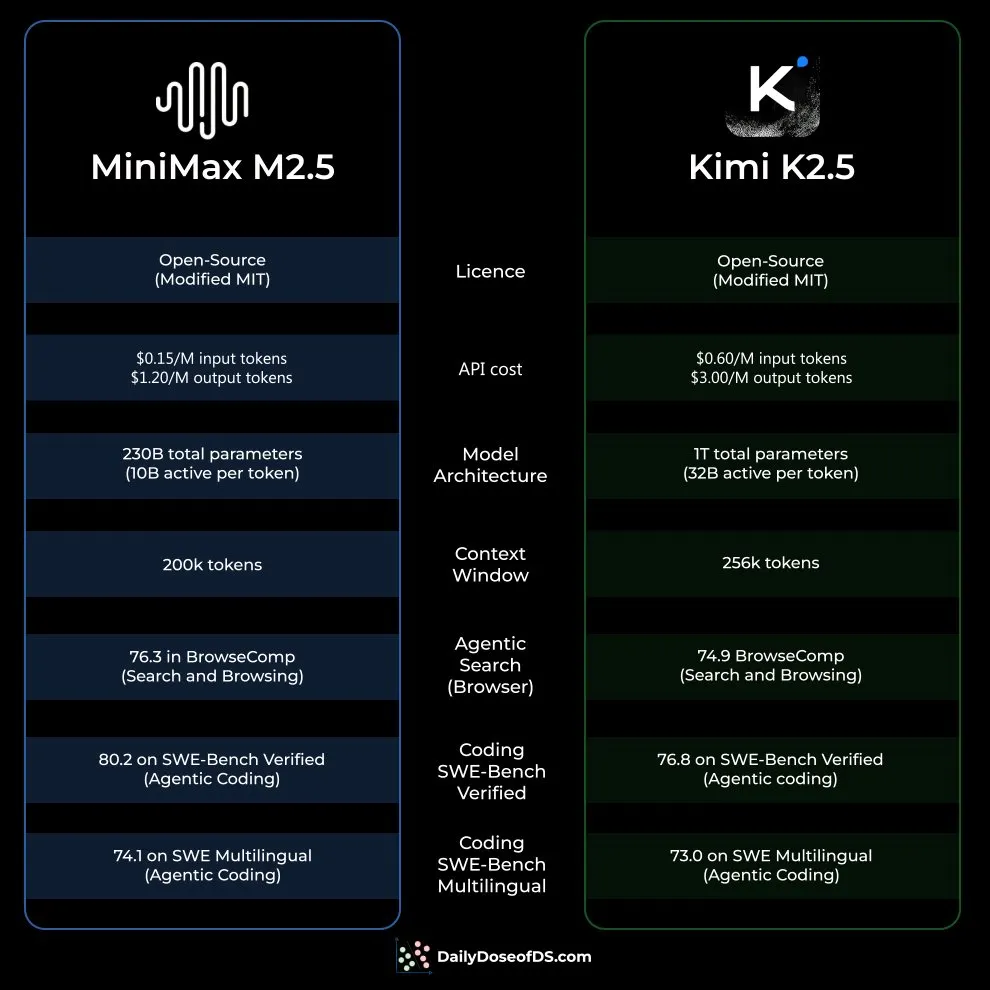 MiniMax M2.5
Kimi K2.5
Open-Source
(Modified MIT)
Licence
Open-Source
(Modified MIT)
$0.15/M input tokens
$1.20/M output tokens
API cost
$0.60/M input tokens
$3.00/M output tokens
230B total parameters
(10B active per token)
Model
Architecture
1T total parameters
(32B active per token)
200k tokens
Context
Window
256k tokens
76.3 in BrowseComp
(Search and Browsing)
Agentic
Search
(Browser)
74.9 BrowseComp
(Search and Browsing)
80.2 on SWE-Bench Verified
(Agentic Coding)
Coding
SWE-Bench
Verified
76.8 on SWE-Bench Verified
(Agentic coding)
74.1 on SWE Multilingual
(Agentic Coding)
Coding
SWE-Bench
Multilingual
73.0 on SWE Multilingual
(Agentic Coding)
DailyDoseofDS.com